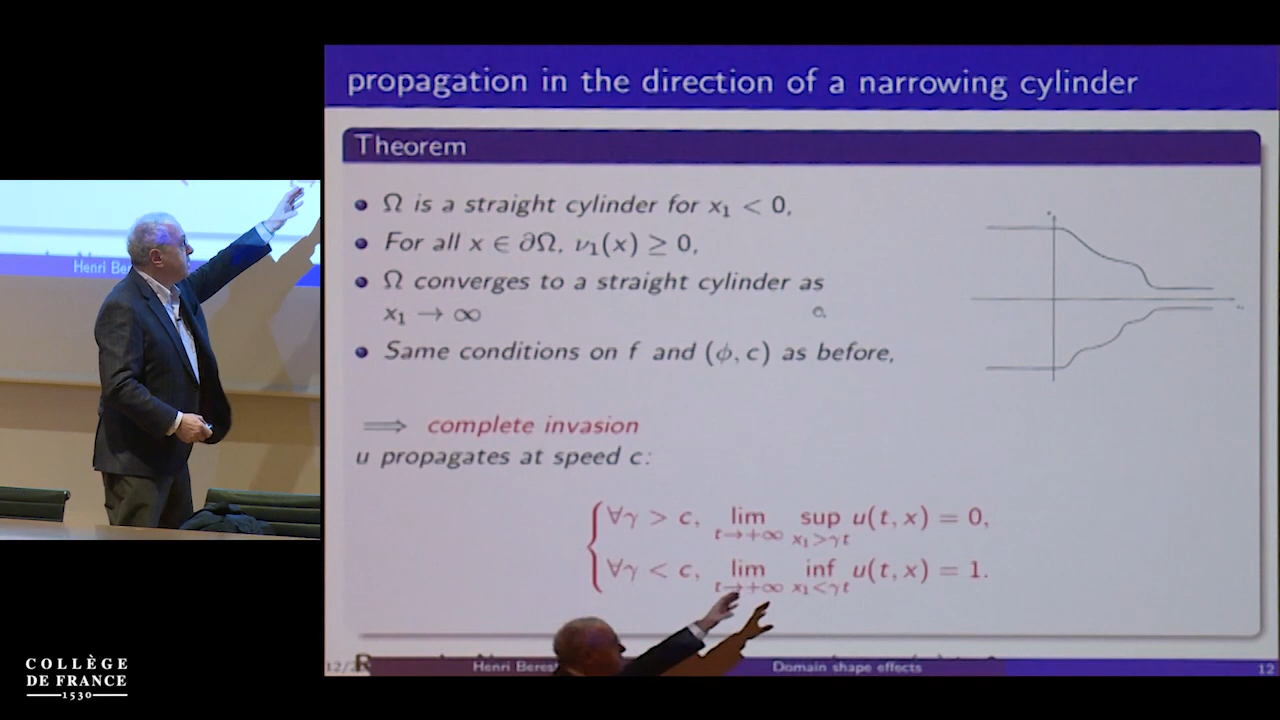 propagation in the direction of a narrowing cylinder
Theorem
Ω is a straight cylinder for x₁ < 0,
For all x ∈ ∂Ω, ν₁(x) ≥ 0,
Ω converges to a straight cylinder as
x₁ → ∞
Same conditions on f and (ϕ, c) as before,
⟹ complete invasion
u propagates at speed c:
∀γ > c, lim t→+∞ sup x₁>γt u(t, x) = 0,
∀γ < c, lim t→+∞ inf x₁<γt u(t, x) = 1.
Domain shape effects
12
Henri
COLLÈGE
DE FRANCE
1530